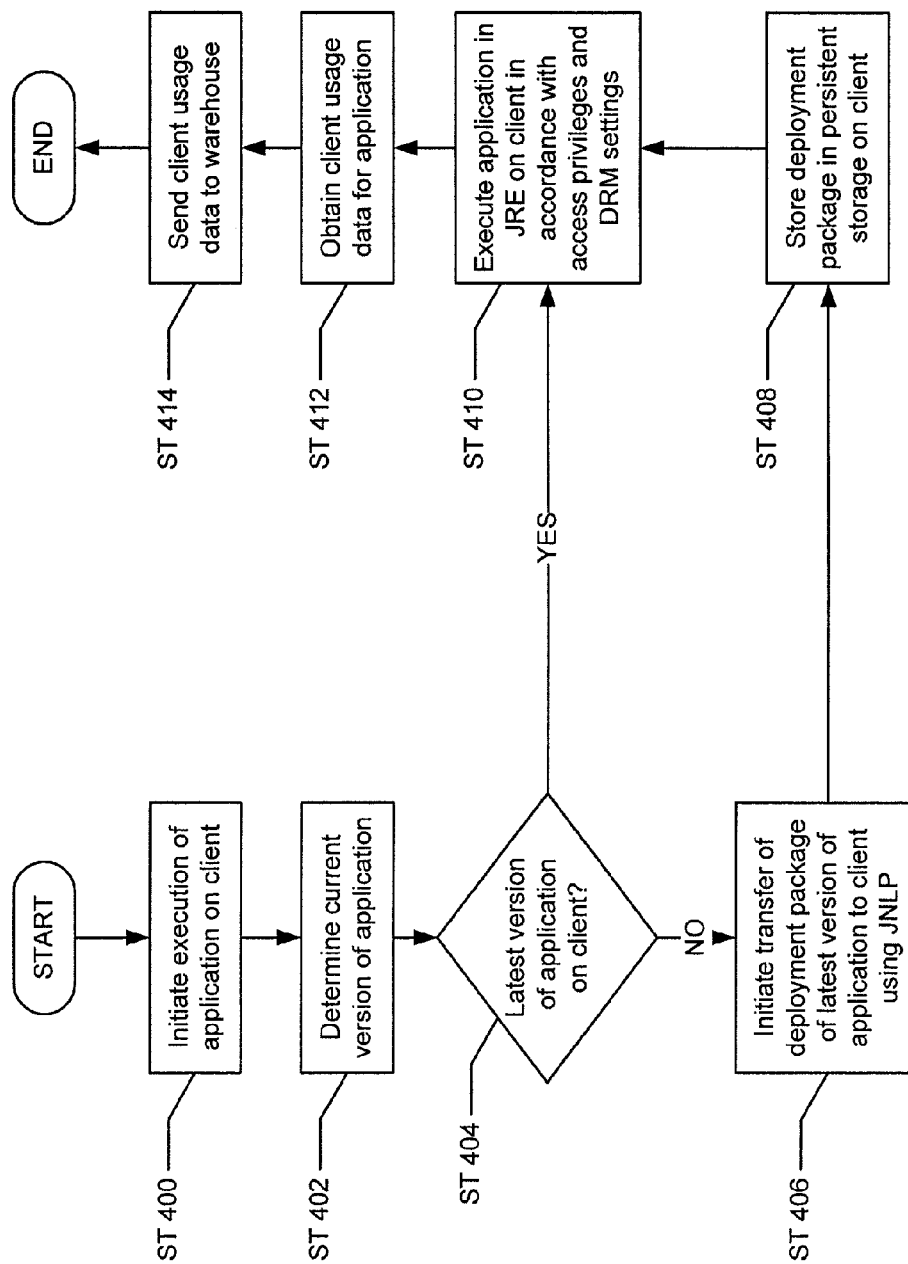 START
ST 400
Initiate execution of
application on client
ST 402
Determine current
version of application
ST 404
Latest version
of application
on client?
YES
NO
ST 406
Initiate transfer of
deployment package
of latest version of
application to client
using JNLP
ST 408
Store deployment
package in persistent
storage on client
ST 410
Execute application in
JRE on client in
accordance with
access privileges and
DRM settings
ST 412
Obtain client usage
data for application
ST 414
Send client usage
data to warehouse
END